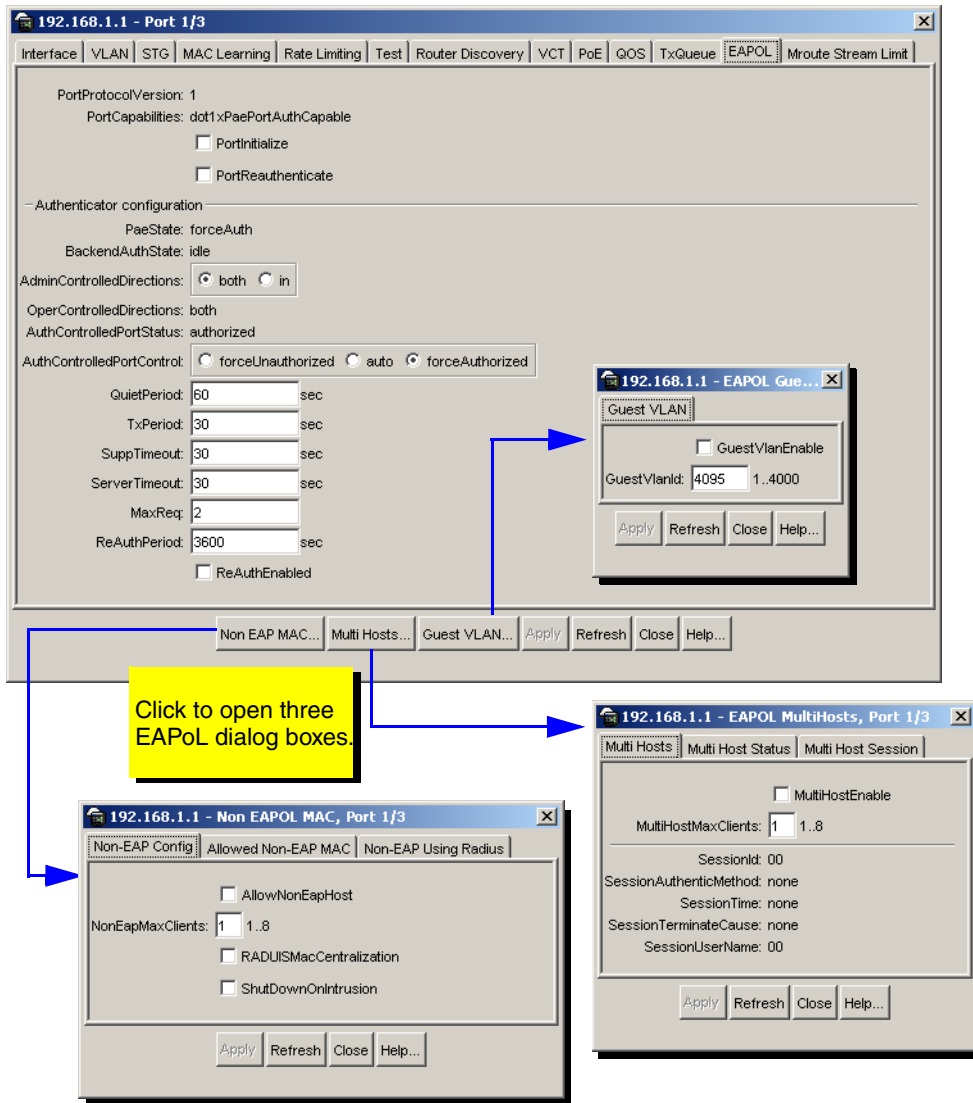 192.168.1.1 - Port 1/3
Interface VLAN STG MAC Learning Rate Limiting Test Router Discovery VCT PoE QOS TxQueue EAPOL Mroute Stream Limit
PortProtocolVersion: 1
PortCapabilities: dot1xPaePortAuthCapable
PortInitialize
PortReauthenticate
Authenticator configuration
PaeState: forceAuth
BackendAuthState: idle
AdminControlledDirections: both in
OperControlledDirections: both
AuthControlledPortStatus: authorized
AuthControlledPortControl: forceUnauthorized auto forceAuthorized
QuietPeriod: 60 sec
TxPeriod: 30 sec
SuppTimeout: 30 sec
ServerTimeout: 30 sec
MaxReq: 2
ReAuthPeriod: 3600 sec
ReAuthEnabled
Non EAP MAC... Multi Hosts... Guest VLAN... Apply Refresh Close Help...
192.168.1.1 - EAPOL Gue...
Guest VLAN
GuestVlanEnable
GuestVlanId: 4095 1..4000
Apply Refresh Close Help...
Click to open three
EAPoL dialog boxes.
192.168.1.1 - Non EAPOL MAC, Port 1/3
Non-EAP Config Allowed Non-EAP MAC Non-EAP Using Radius
AllowNonEapHost
NonEapMaxClients: 1 1..8
RADUISMacCentralization
ShutDownOnIntrusion
Apply Refresh Close Help...
192.168.1.1 - EAPOL MultiHosts, Port 1/3
Multi Hosts Multi Host Status Multi Host Session
MultiHostEnable
MultiHostMaxClients: 1 1..8
SessionId: 00
SessionAuthenticMethod: none
SessionTime: none
SessionTerminateCause: none
SessionUserName: 00
Apply Refresh Close Help...